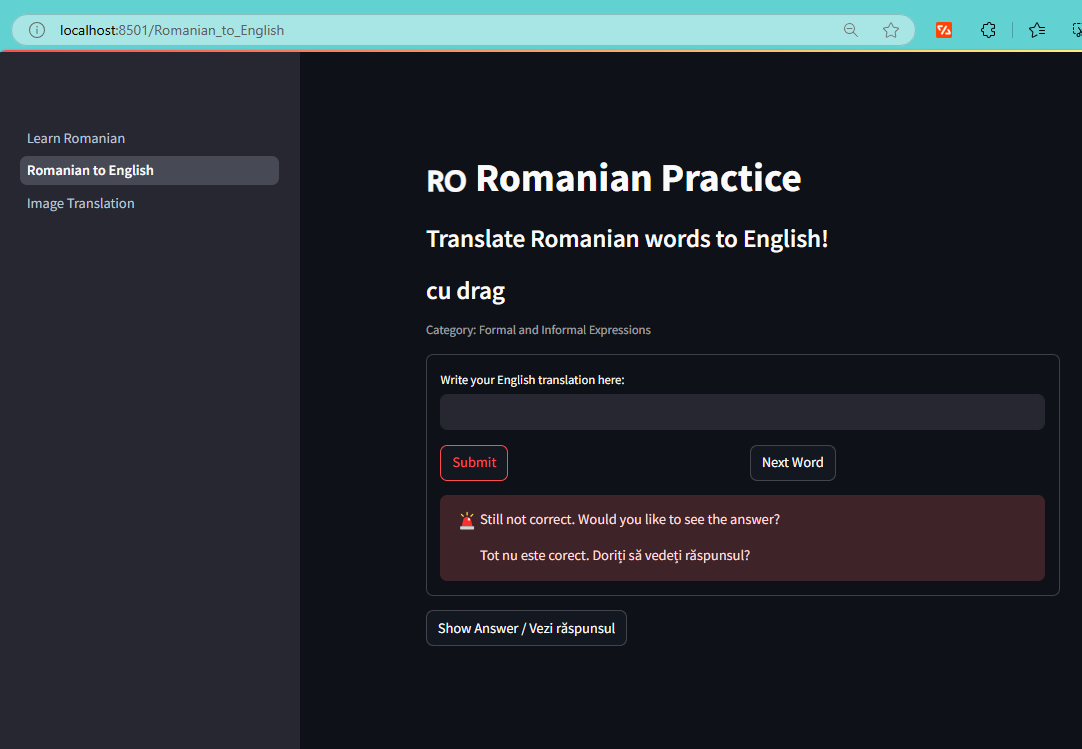 localhost:8501/Romanian_to_English
Learn Romanian
Romanian to English
Image Translation
RO Romanian Practice
Translate Romanian words to English!
cu drag
Category: Formal and Informal Expressions
Write your English translation here:
Submit
Next Word
Still not correct. Would you like to see the answer?
Tot nu este corect. Doriți să vedeți răspunsul?
Show Answer / Vezi răspunsul